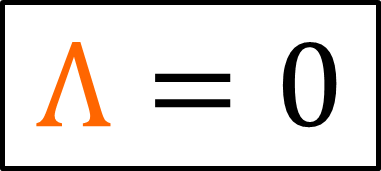 Λ = 0